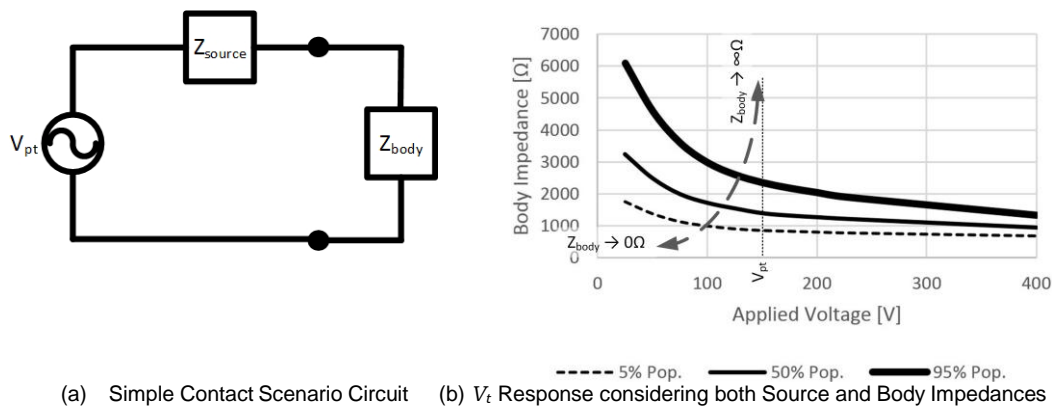 Z_source
V_pt
Z_body
Body Impedance [Ω]
7000
6000
5000
4000
3000
2000
1000
0
Z_body → ∞Ω
Z_body → 0Ω
V_pt
0 100 200 300 400
Applied Voltage [V]
5% Pop. 50% Pop. 95% Pop.
(a) Simple Contact Scenario Circuit (b) V_t Response considering both Source and Body Impedances